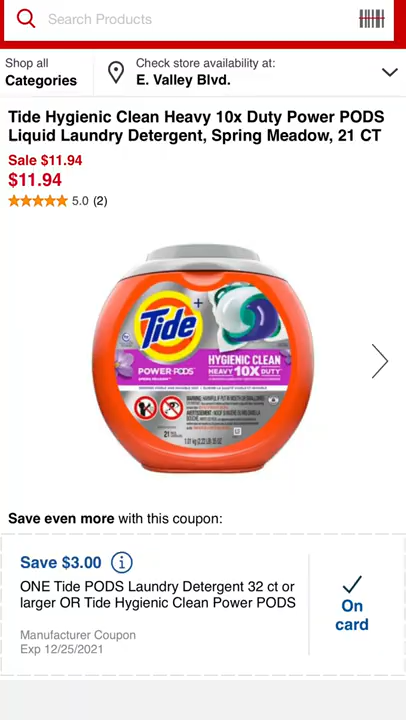 Search Products
Shop all
Categories
Check store availability at:
E. Valley Blvd.
Tide Hygienic Clean Heavy 10x Duty Power PODS
Liquid Laundry Detergent, Spring Meadow, 21 CT
Sale $11.94
$11.94
5.0 (2)
Tide+
POWER PODS
SPRING MEADOW
HYGIENIC CLEAN
HEAVY 10X DUTY
21
Save even more with this coupon:
Save $3.00
ONE Tide PODS Laundry Detergent 32 ct or
larger OR Tide Hygienic Clean Power PODS
On
card
Manufacturer Coupon
Exp 12/25/2021